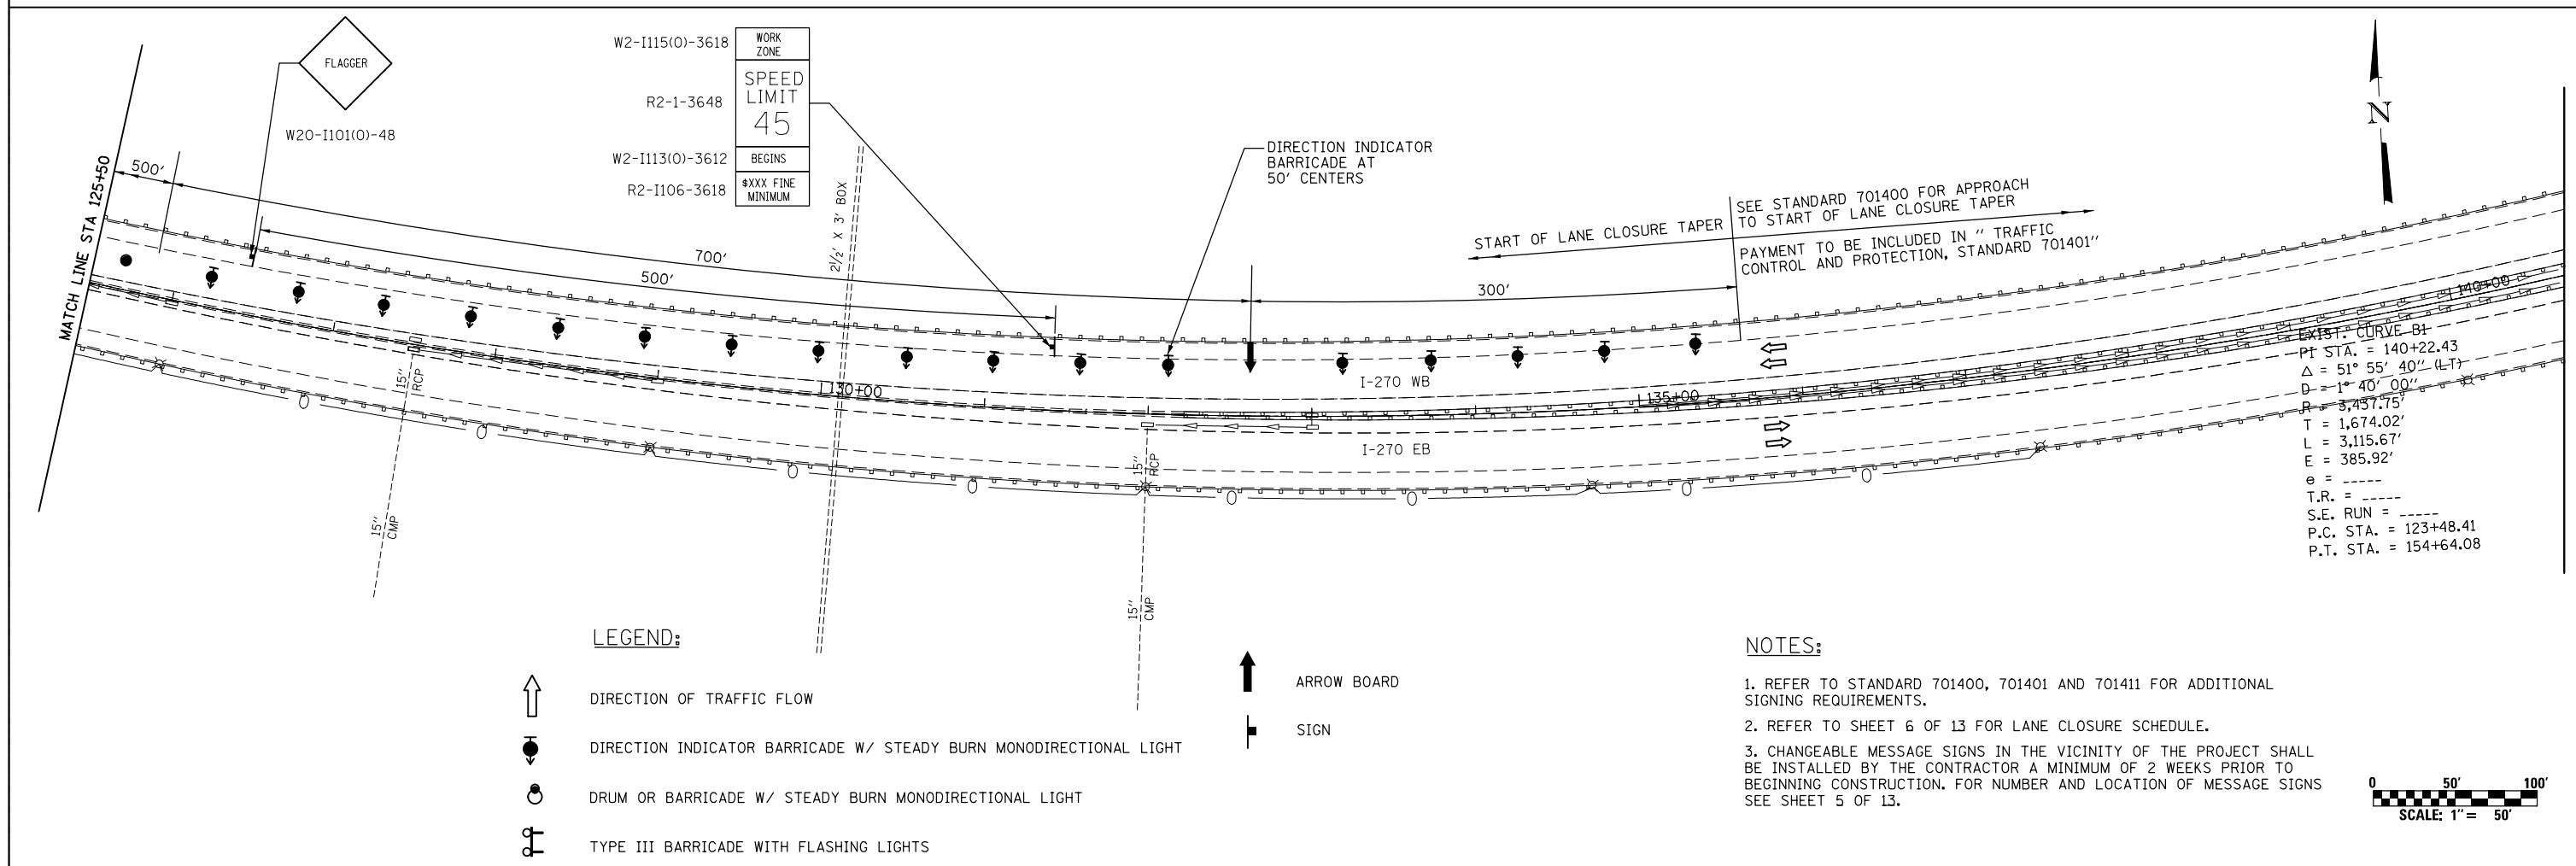 FLAGGER
W20-I101(O)-48
W2-I115(O)-3618
WORK
ZONE
R2-1-3648
SPEED
LIMIT
45
W2-I113(O)-3612
BEGINS
R2-I106-3618
$XXX FINE
MINIMUM
MATCH LINE STA 125+50
500'
700'
500'
2½' X 3' BOX
DIRECTION INDICATOR
BARRICADE AT
50' CENTERS
300'
START OF LANE CLOSURE TAPER
SEE STANDARD 701400 FOR APPROACH
TO START OF LANE CLOSURE TAPER
PAYMENT TO BE INCLUDED IN " TRAFFIC
CONTROL AND PROTECTION, STANDARD 701401"
N
I-270 WB
I-270 EB
130+00
135+00
140+00
15"
RCP
15"
CMP
15"
RCP
15"
CMP
EXIST. CURVE B1
PI STA. = 140+22.43
Δ = 51° 55' 40" (LT)
D = 1° 40' 00"
R = 3,437.75'
T = 1,674.02'
L = 3,115.67'
E = 385.92'
e = _____
T.R. = _____
S.E. RUN = _____
P.C. STA. = 123+48.41
P.T. STA. = 154+64.08
LEGEND:
DIRECTION OF TRAFFIC FLOW
DIRECTION INDICATOR BARRICADE W/ STEADY BURN MONODIRECTIONAL LIGHT
DRUM OR BARRICADE W/ STEADY BURN MONODIRECTIONAL LIGHT
TYPE III BARRICADE WITH FLASHING LIGHTS
ARROW BOARD
SIGN
NOTES:
1. REFER TO STANDARD 701400, 701401 AND 701411 FOR ADDITIONAL
SIGNING REQUIREMENTS.
2. REFER TO SHEET 6 OF 13 FOR LANE CLOSURE SCHEDULE.
3. CHANGEABLE MESSAGE SIGNS IN THE VICINITY OF THE PROJECT SHALL
BE INSTALLED BY THE CONTRACTOR A MINIMUM OF 2 WEEKS PRIOR TO
BEGINNING CONSTRUCTION. FOR NUMBER AND LOCATION OF MESSAGE SIGNS
SEE SHEET 5 OF 13.
0 50' 100'
SCALE: 1" = 50'